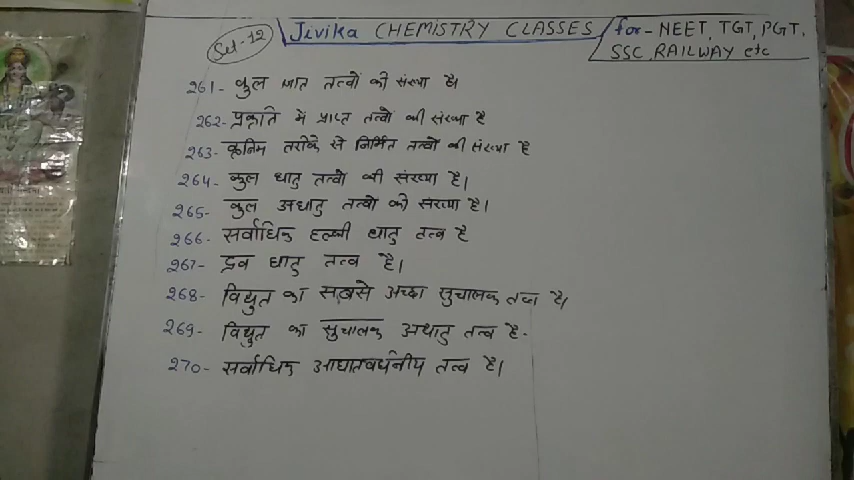 Set-12
Jivika CHEMISTRY CLASSES
for- NEET, TGT, PGT,
SSC, RAILWAY etc
261- कुल ज्ञात तत्वों की संख्या है।
262- प्रकृति में प्राप्त तत्वों की संख्या है
263- कृत्रिम तरीके से निर्मित तत्वों की संख्या है
264- कुल धातु तत्वों की संख्या है।
265- कुल अधातु तत्वों की संख्या है।
266- सर्वाधिक हल्की धातु तत्व है
267- द्रव धातु तत्व है।
268- विद्युत का सबसे अच्छा सुचालक तत्व है।
269- विद्युत का सुचालक अधातु तत्व है-
270- सर्वाधिक आघातवर्धनीय तत्व है।